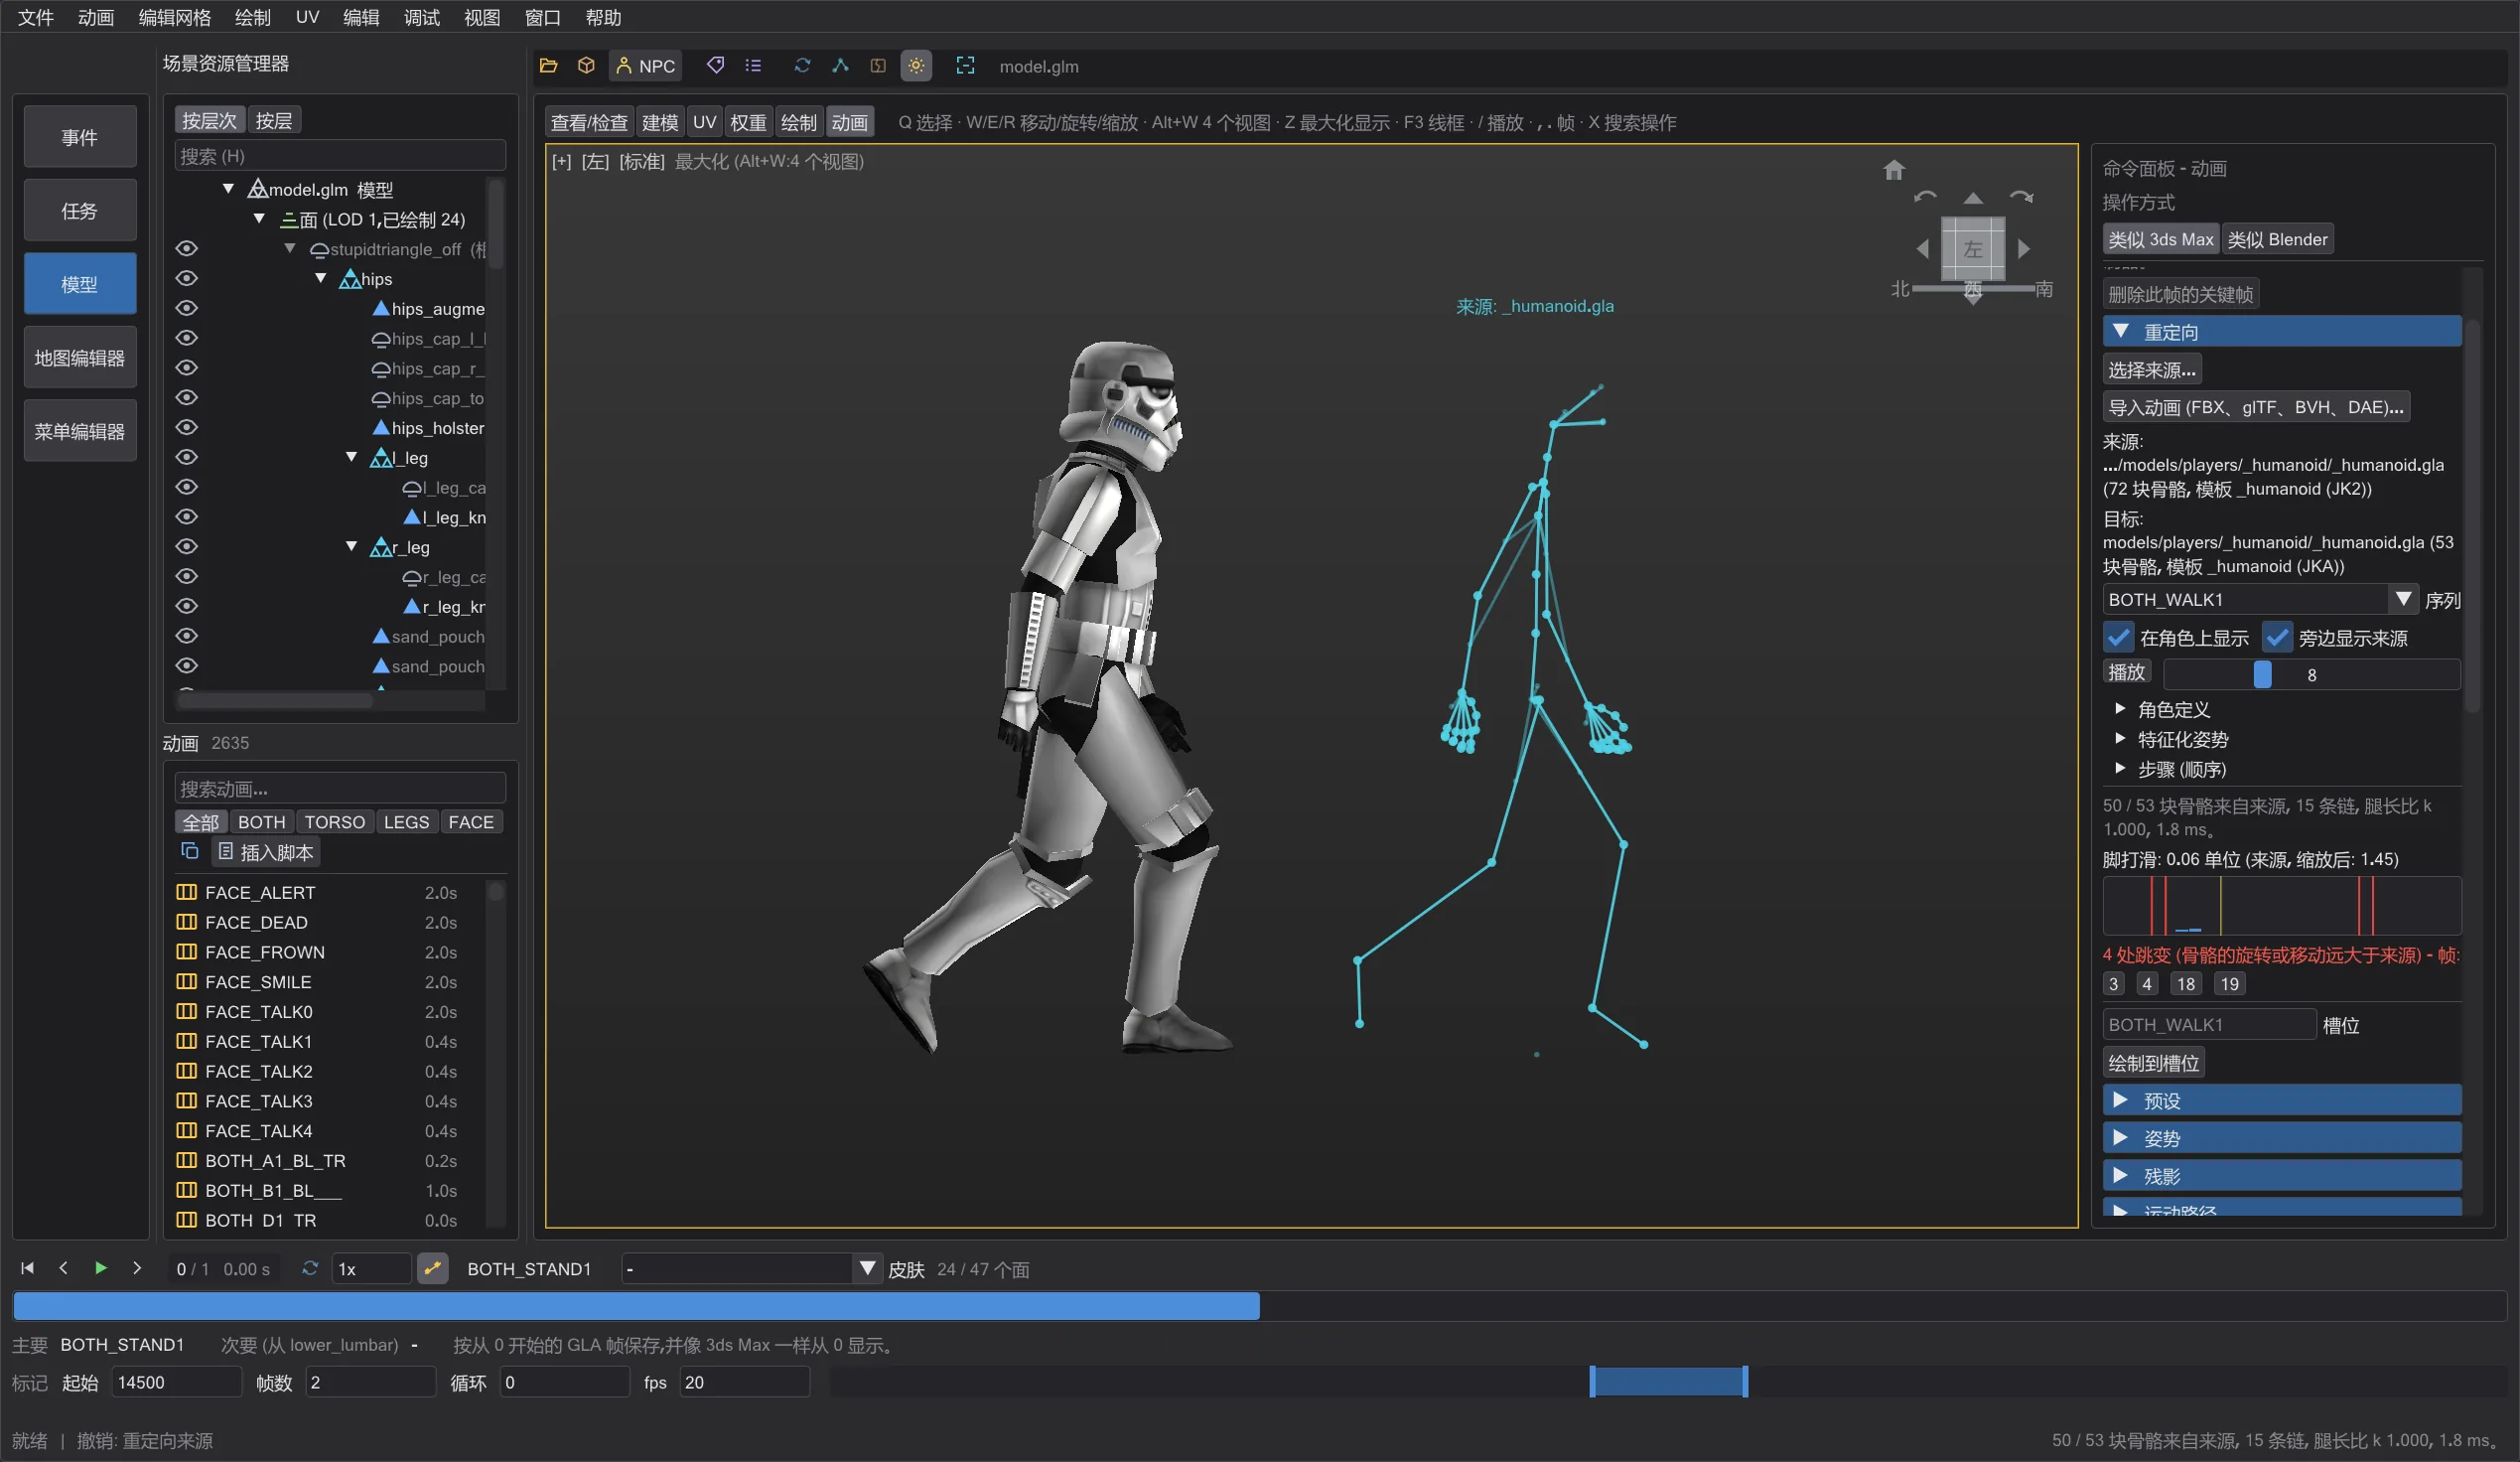 文件 动画 编辑网格 绘制 UV 编辑 调试 视图 窗口 帮助
场景资源管理器
NPC model.glm
事件
任务
模型
地图编辑器
菜单编辑器
按层次 按层
搜索 (H)
model.glm 模型
面 (LOD 1,已绘制 24)
stupidtriangle_off
hips
hips_augme
hips_cap_l_
hips_cap_r_
hips_cap_to
hips_holster
l_leg
l_leg_ca
l_leg_kn
r_leg
r_leg_ca
r_leg_kn
sand_pouch
sand_pouch
动画 2635
搜索动画...
全部 BOTH TORSO LEGS FACE
插入脚本
FACE_ALERT 2.0s
FACE_DEAD 2.0s
FACE_FROWN 2.0s
FACE_SMILE 2.0s
FACE_TALK0 2.0s
FACE_TALK1 0.4s
FACE_TALK2 0.4s
FACE_TALK3 0.4s
FACE_TALK4 0.4s
BOTH_A1_BL_TR 0.2s
BOTH_B1_BL___ 1.0s
BOTH_D1_TR 0.0s
查看/检查 建模 UV 权重 绘制 动画 Q 选择 · W/E/R 移动/旋转/缩放 · Alt+W 4 个视图 · Z 最大化显示 · F3 线框 · / 播放 · , . 帧 · X 搜索操作
[+] [左] [标准] 最大化 (Alt+W:4 个视图)
左
北 西 南
来源: _humanoid.gla
命令面板 - 动画
操作方式
类似 3ds Max 类似 Blender
删除此帧的关键帧
重定向
选择来源...
导入动画 (FBX、glTF、BVH、DAE)...
来源:
.../models/players/_humanoid/_humanoid.gla
(72 块骨骼, 模板 _humanoid (JK2))
目标:
models/players/_humanoid/_humanoid.gla (53
块骨骼, 模板 _humanoid (JKA))
BOTH_WALK1 序列
在角色上显示 旁边显示来源
播放 8
角色定义
特征化姿势
步骤 (顺序)
50 / 53 块骨骼来自来源, 15 条链, 腿长比 k
1.000, 1.8 ms。
脚打滑: 0.06 单位 (来源, 缩放后: 1.45)
4 处跳变 (骨骼的旋转或移动远大于来源) - 帧:
3 4 18 19
BOTH_WALK1 槽位
绘制到槽位
预设
姿势
残影
运动路径
0 / 1 0.00 s 1x BOTH_STAND1 - 皮肤 24 / 47 个面
主要 BOTH_STAND1 次要 (从 lower_lumbar) - 按从 0 开始的 GLA 帧保存,并像 3ds Max 一样从 0 显示。
标记 起始 14500 帧数 2 循环 0 fps 20
就绪 | 撤销: 重定向来源
50 / 53 块骨骼来自来源, 15 条链, 腿长比 k 1.000, 1.8 ms。